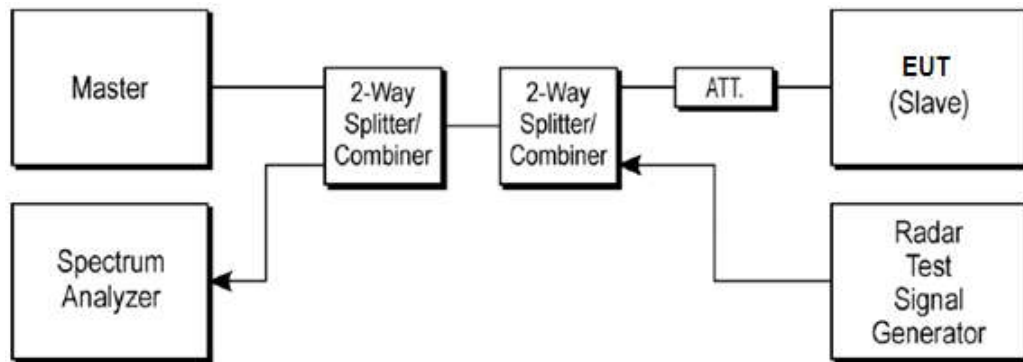 Master
2-Way
Splitter/
Combiner
2-Way
Splitter/
Combiner
ATT.
EUT
(Slave)
Spectrum
Analyzer
Radar
Test
Signal
Generator